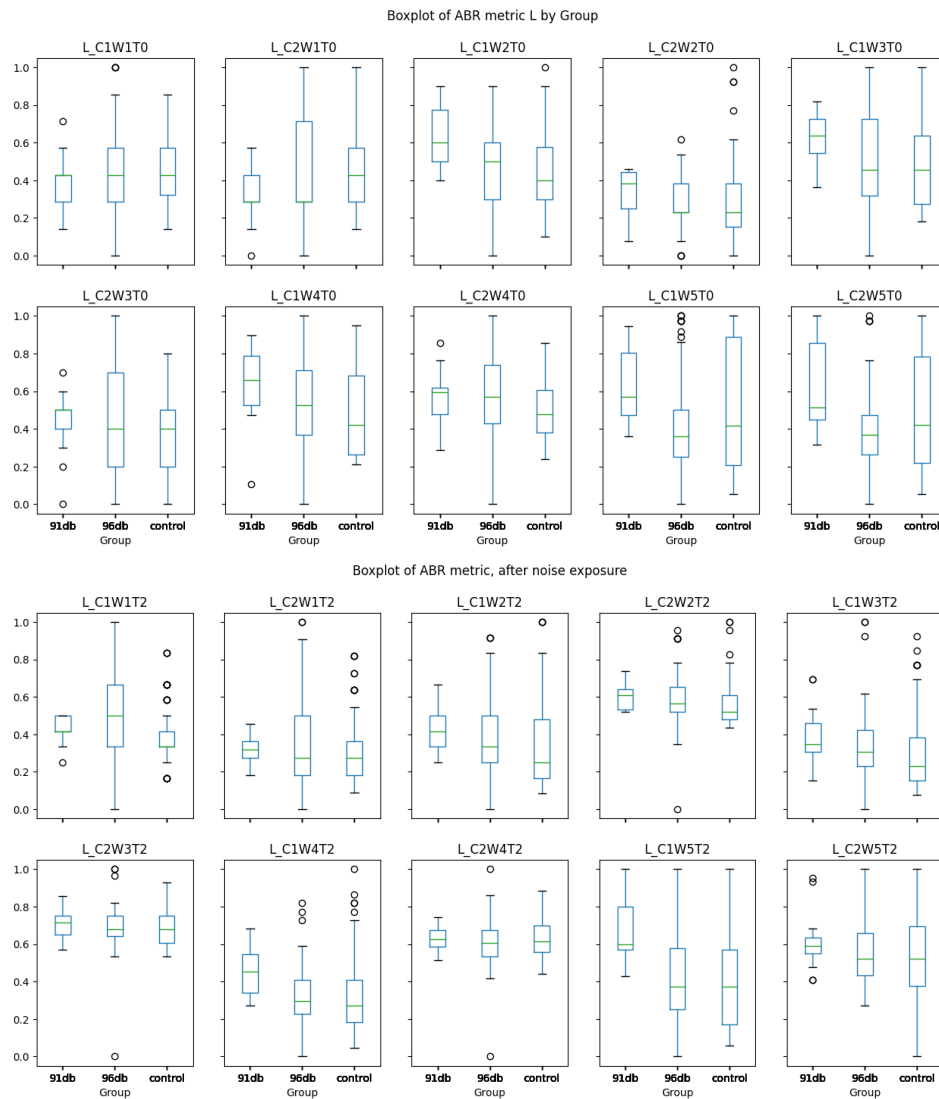 Boxplot of ABR metric L by Group
L_C1W1T0 L_C2W1T0 L_C1W2T0 L_C2W2T0 L_C1W3T0
1.0
0.8
0.6
0.4
0.2
0.0
L_C2W3T0 L_C1W4T0 L_C2W4T0 L_C1W5T0 L_C2W5T0
1.0
0.8
0.6
0.4
0.2
0.0
91db 96db control 91db 96db control 91db 96db control 91db 96db control 91db 96db control
Group Group Group Group Group
Boxplot of ABR metric, after noise exposure
L_C1W1T2 L_C2W1T2 L_C1W2T2 L_C2W2T2 L_C1W3T2
1.0
0.8
0.6
0.4
0.2
0.0
L_C2W3T2 L_C1W4T2 L_C2W4T2 L_C1W5T2 L_C2W5T2
1.0
0.8
0.6
0.4
0.2
0.0
91db 96db control 91db 96db control 91db 96db control 91db 96db control 91db 96db control
Group Group Group Group Group